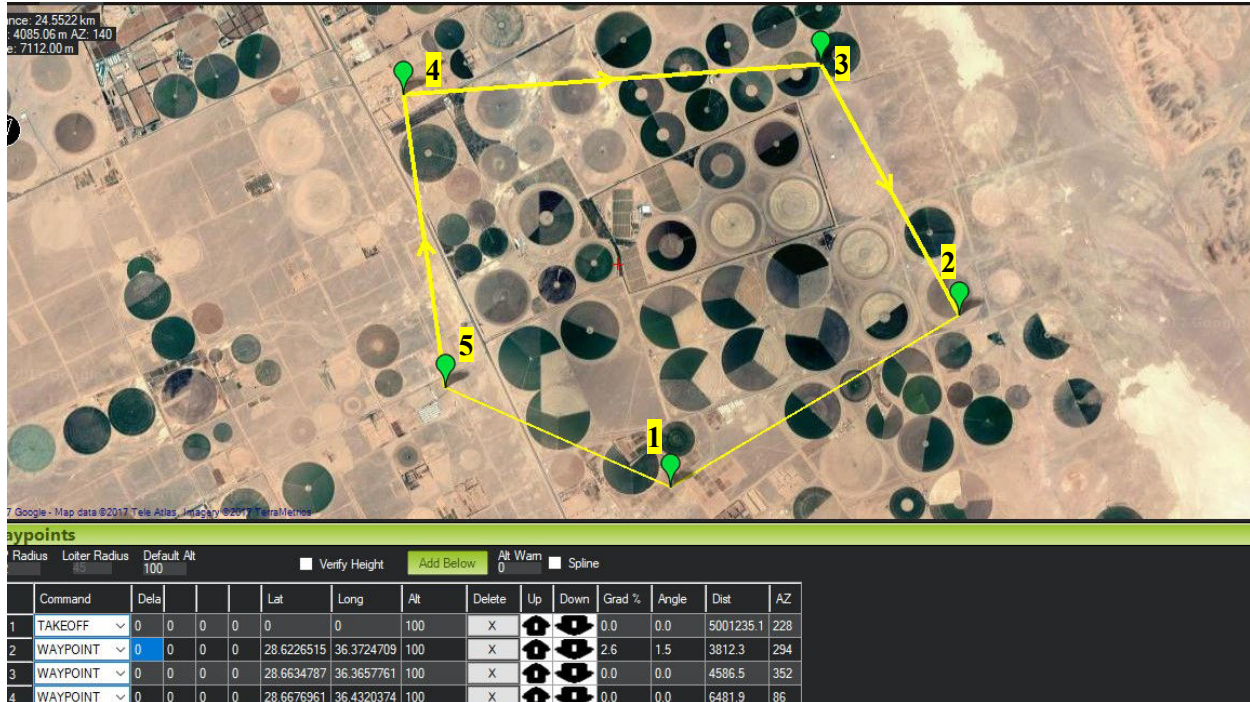 ance: 24.5522 km
: 4085.06 m AZ: 140
e: 7112.00 m
4
3
2
5
1
7 Google - Map data ©2017 Tele Atlas, Imagery ©2017 TerraMetrics
aypoints
P Radius Loiter Radius Default Alt
45 100 Verify Height Add Below Alt Warn 0 Spline
Command Dela Lat Long Alt Delete Up Down Grad % Angle Dist AZ
1 TAKEOFF 0 0 0 0 0 0 100 X 0.0 0.0 5001235.1 228
2 WAYPOINT 0 0 0 0 28.6226515 36.3724709 100 X 2.6 1.5 3812.3 294
3 WAYPOINT 0 0 0 0 28.6634787 36.3657761 100 X 0.0 0.0 4586.5 352
4 WAYPOINT 0 0 0 0 28.6676961 36.4320374 100 X 0.0 0.0 6481.9 86